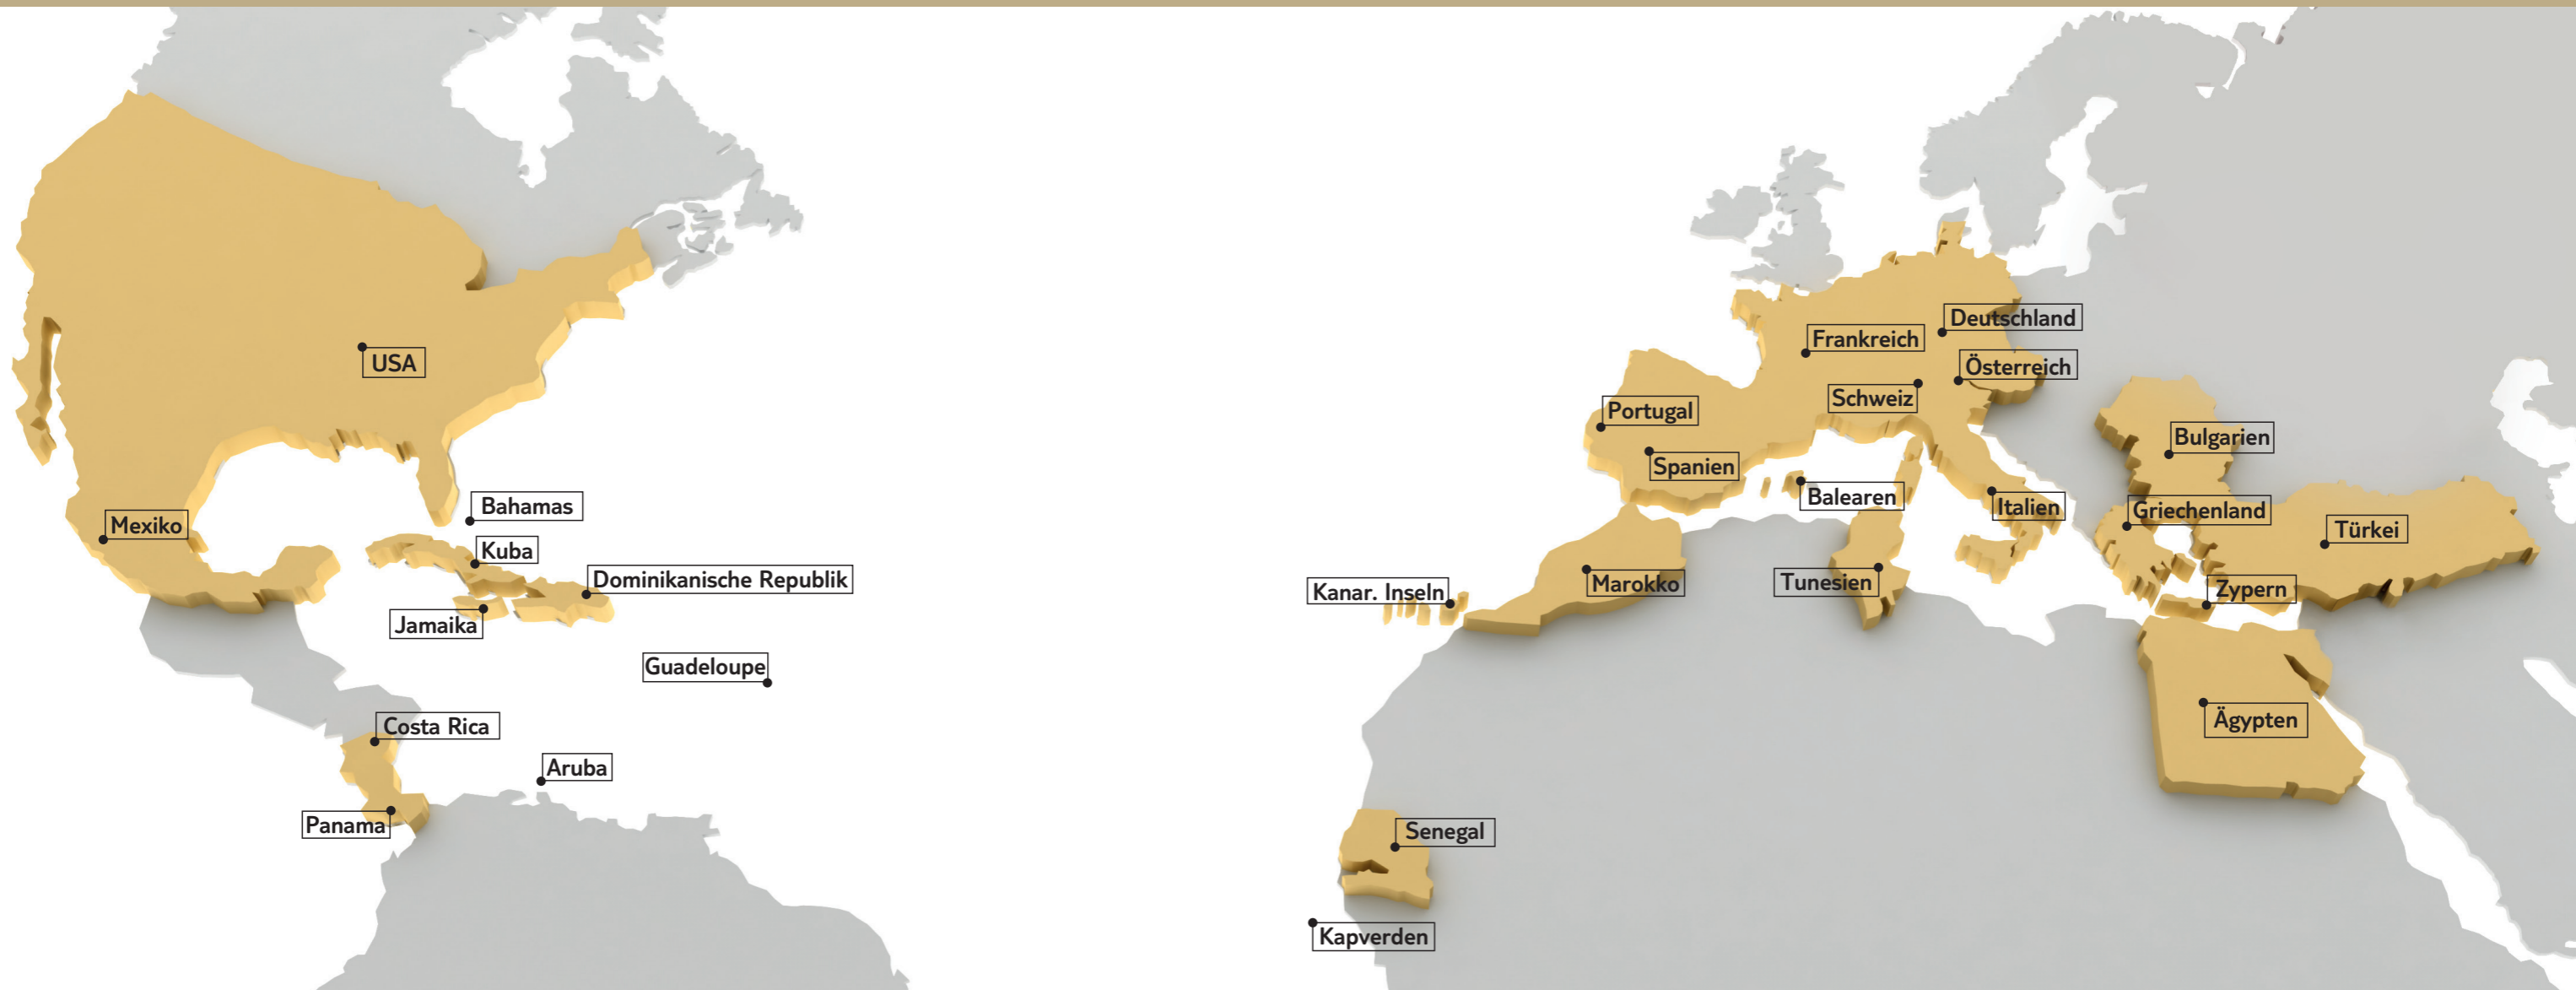 USA
Mexiko
Bahamas
Kuba
Dominikanische Republik
Jamaika
Guadeloupe
Costa Rica
Aruba
Panama
Deutschland
Frankreich
Österreich
Schweiz
Portugal
Spanien
Balearen
Italien
Bulgarien
Griechenland
Türkei
Zypern
Kanar. Inseln
Marokko
Tunesien
Ägypten
Senegal
Kapverden